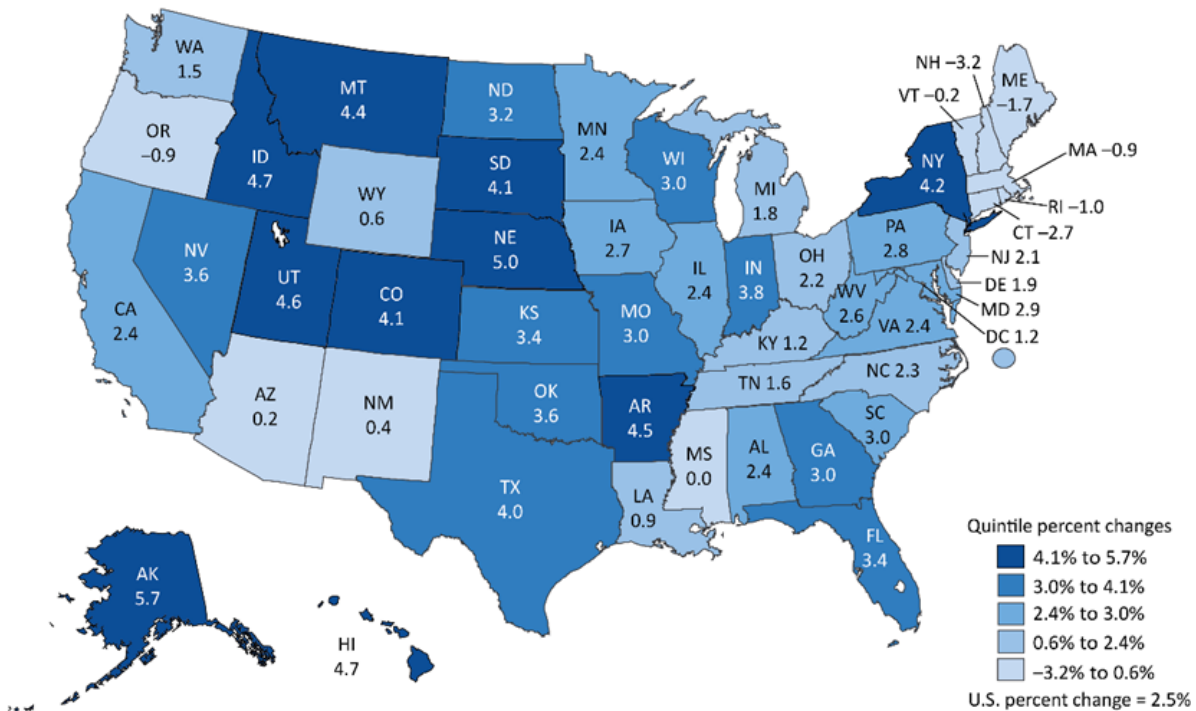 WA
1.5
MT
4.4
ND
3.2
MN
2.4
NH –3.2
ME
–1.7
VT –0.2
OR
–0.9
ID
4.7
SD
4.1
WI
3.0
MI
1.8
NY
4.2
MA –0.9
RI –1.0
CT –2.7
WY
0.6
NE
5.0
IA
2.7
PA
2.8
NJ 2.1
DE 1.9
MD 2.9
DC 1.2
NV
3.6
UT
4.6
CO
4.1
IL
2.4
IN
3.8
OH
2.2
WV
2.6
VA 2.4
CA
2.4
KS
3.4
MO
3.0
KY 1.2
NC 2.3
TN 1.6
AZ
0.2
NM
0.4
OK
3.6
AR
4.5
SC
3.0
MS
0.0
AL
2.4
GA
3.0
TX
4.0
LA
0.9
FL
3.4
AK
5.7
HI
4.7
Quintile percent changes
4.1% to 5.7%
3.0% to 4.1%
2.4% to 3.0%
0.6% to 2.4%
–3.2% to 0.6%
U.S. percent change = 2.5%